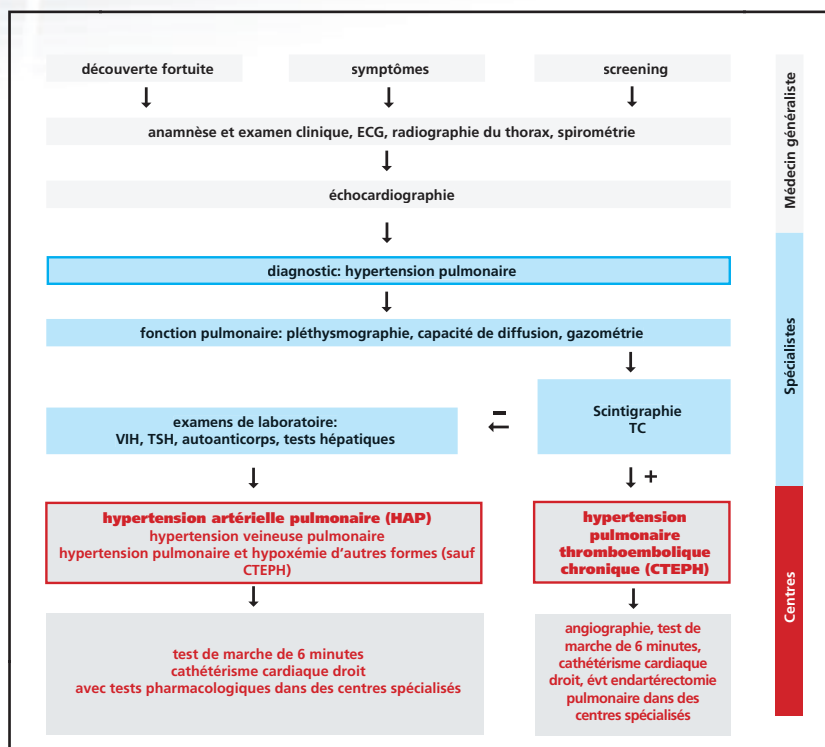 découverte fortuite
symptômes
screening
anamnèse et examen clinique, ECG, radiographie du thorax, spirométrie
échocardiographie
diagnostic: hypertension pulmonaire
fonction pulmonaire: pléthysmographie, capacité de diffusion, gazométrie
examens de laboratoire:
VIH, TSH, autoanticorps, tests hépatiques
–
Scintigraphie
TC
+
hypertension artérielle pulmonaire (HAP)
hypertension veineuse pulmonaire
hypertension pulmonaire et hypoxémie d'autres formes (sauf
CTEPH)
hypertension
pulmonaire
thromboembolique
chronique (CTEPH)
test de marche de 6 minutes
cathétérisme cardiaque droit
avec tests pharmacologiques dans des centres spécialisés
angiographie, test de
marche de 6 minutes,
cathétérisme cardiaque
droit, évt endartérectomie
pulmonaire dans des
centres spécialisés
Médecin généraliste
Spécialistes
Centres